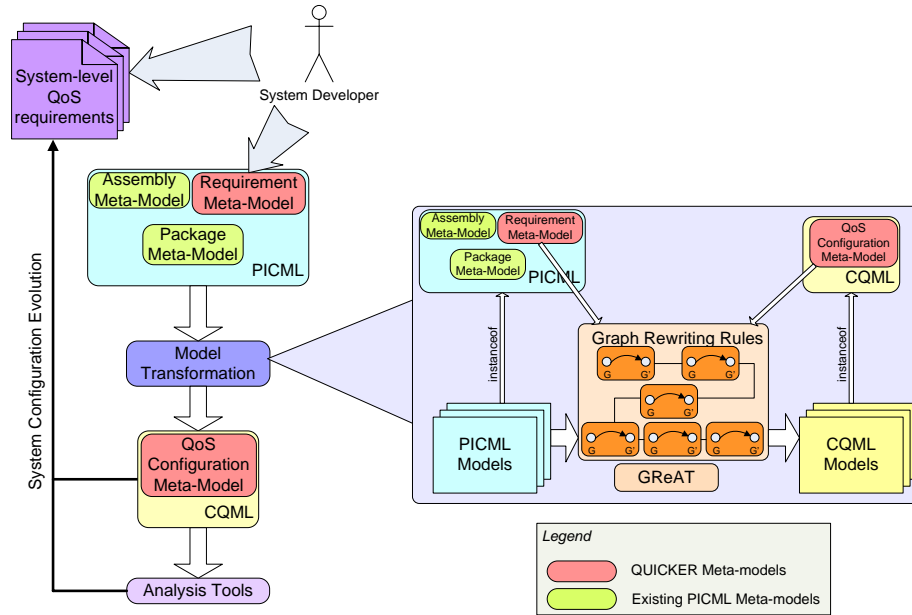 System-level
QoS
requirements
System Developer
Assembly
Meta-Model
Requirement
Meta-Model
Package
Meta-Model
PICML
Model
Transformation
QoS
Configuration
Meta-Model
CQML
Analysis Tools
System Configuration Evolution
Assembly
Meta-Model
Requirement
Meta-Model
Package
Meta-Model
PICML
QoS
Configuration
Meta-Model
CQML
instanceof
instanceof
Graph Rewriting Rules
G G'
G G'
G G'
G G'
G G'
G G'
PICML
Models
GReAT
CQML
Models
Legend
QUICKER Meta-models
Existing PICML Meta-models